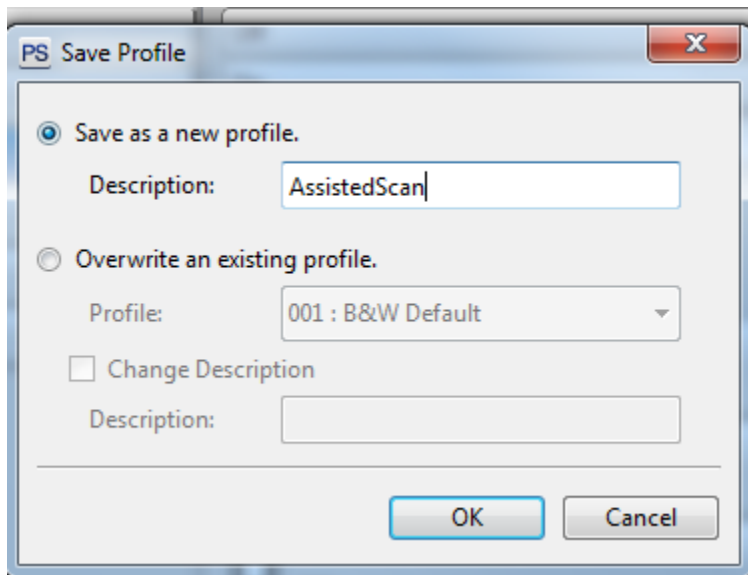 PS Save Profile
Save as a new profile.
Description: AssistedScan
Overwrite an existing profile.
Profile: 001 : B&W Default
Change Description
Description:
OK Cancel